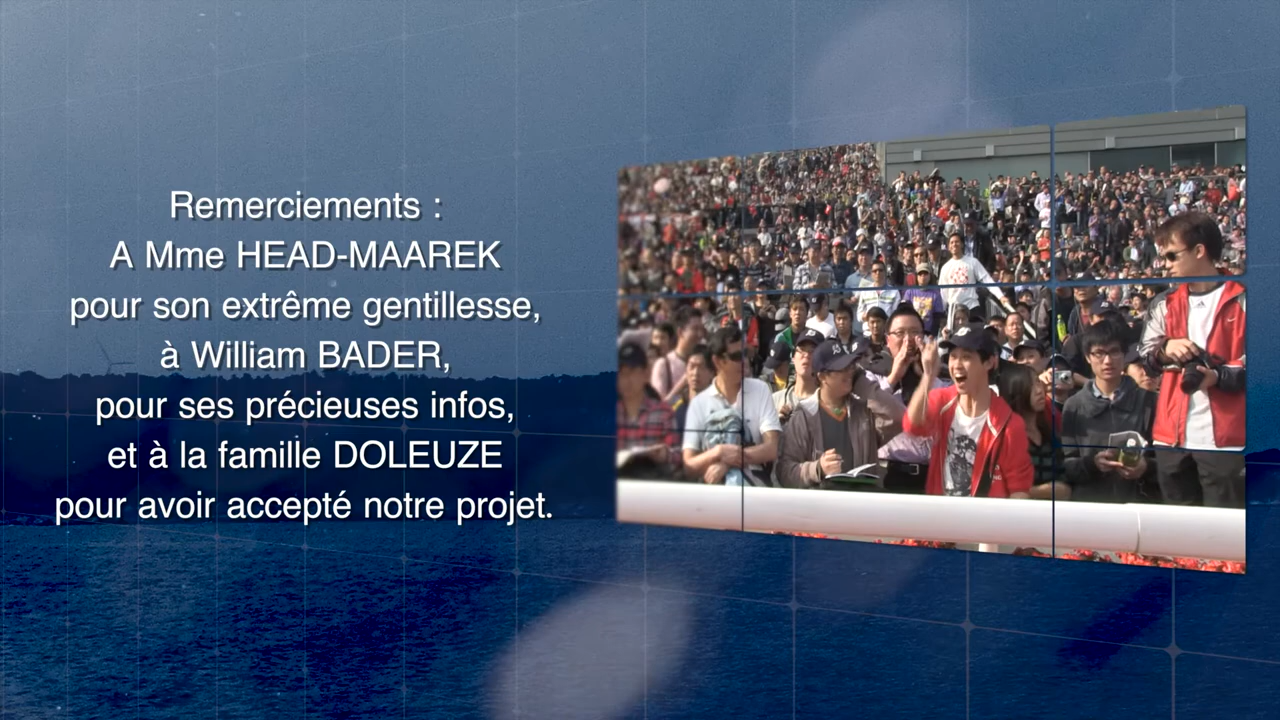 Remerciements :
A Mme HEAD-MAAREK
pour son extrême gentillesse,
à William BADER,
pour ses précieuses infos,
et à la famille DOLEUZE
pour avoir accepté notre projet.